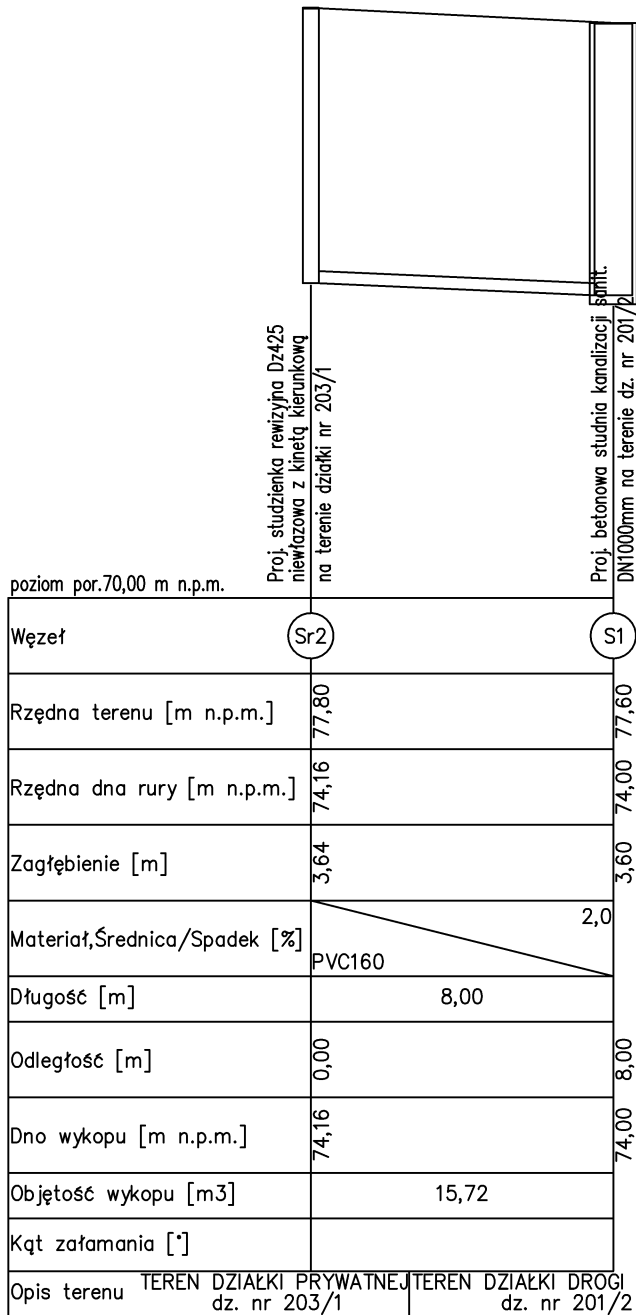 Proj. studzienka rewizyjna Dz425
niewłazowa z kinetą kierunkową
na terenie działki nr 203/1
Proj. betonowa studnia kanalizacji sanit.
DN1000mm na terenie dz. nr 201/2
poziom por.70,00 m n.p.m.
Węzeł Sr2 S1
Rzędna terenu [m n.p.m.] 77,80 77,60
Rzędna dna rury [m n.p.m.] 74,16 74,00
Zagłębienie [m] 3,64 3,60
Materiał,Średnica/Spadek [%] PVC160 2,0
Długość [m] 8,00
Odległość [m] 0,00 8,00
Dno wykopu [m n.p.m.] 74,16 74,00
Objętość wykopu [m3] 15,72
Kąt załamania [°]
Opis terenu TEREN DZIAŁKI PRYWATNEJ TEREN DZIAŁKI DROGI
dz. nr 203/1 dz. nr 201/2